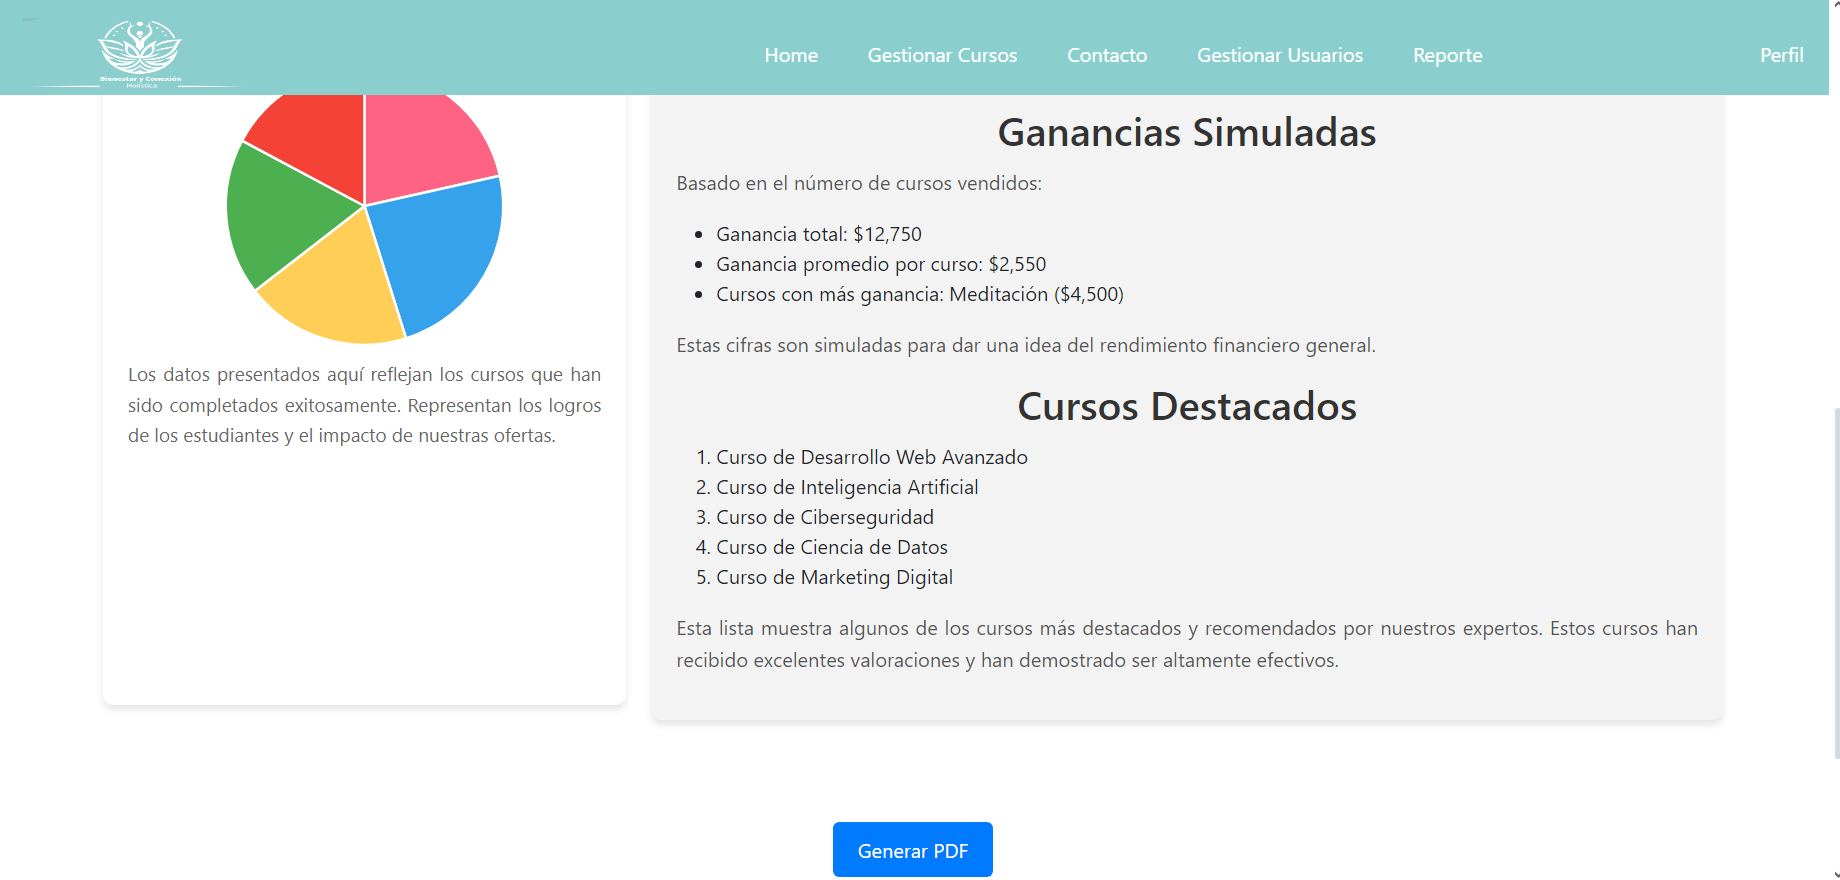 Bienestar y Conexión
Holística
Home
Gestionar Cursos
Contacto
Gestionar Usuarios
Reporte
Perfil
Los datos presentados aquí reflejan los cursos que han
sido completados exitosamente. Representan los logros
de los estudiantes y el impacto de nuestras ofertas.
Ganancias Simuladas
Basado en el número de cursos vendidos:
• Ganancia total: $12,750
• Ganancia promedio por curso: $2,550
• Cursos con más ganancia: Meditación ($4,500)
Estas cifras son simuladas para dar una idea del rendimiento financiero general.
Cursos Destacados
1. Curso de Desarrollo Web Avanzado
2. Curso de Inteligencia Artificial
3. Curso de Ciberseguridad
4. Curso de Ciencia de Datos
5. Curso de Marketing Digital
Esta lista muestra algunos de los cursos más destacados y recomendados por nuestros expertos. Estos cursos han
recibido excelentes valoraciones y han demostrado ser altamente efectivos.
Generar PDF